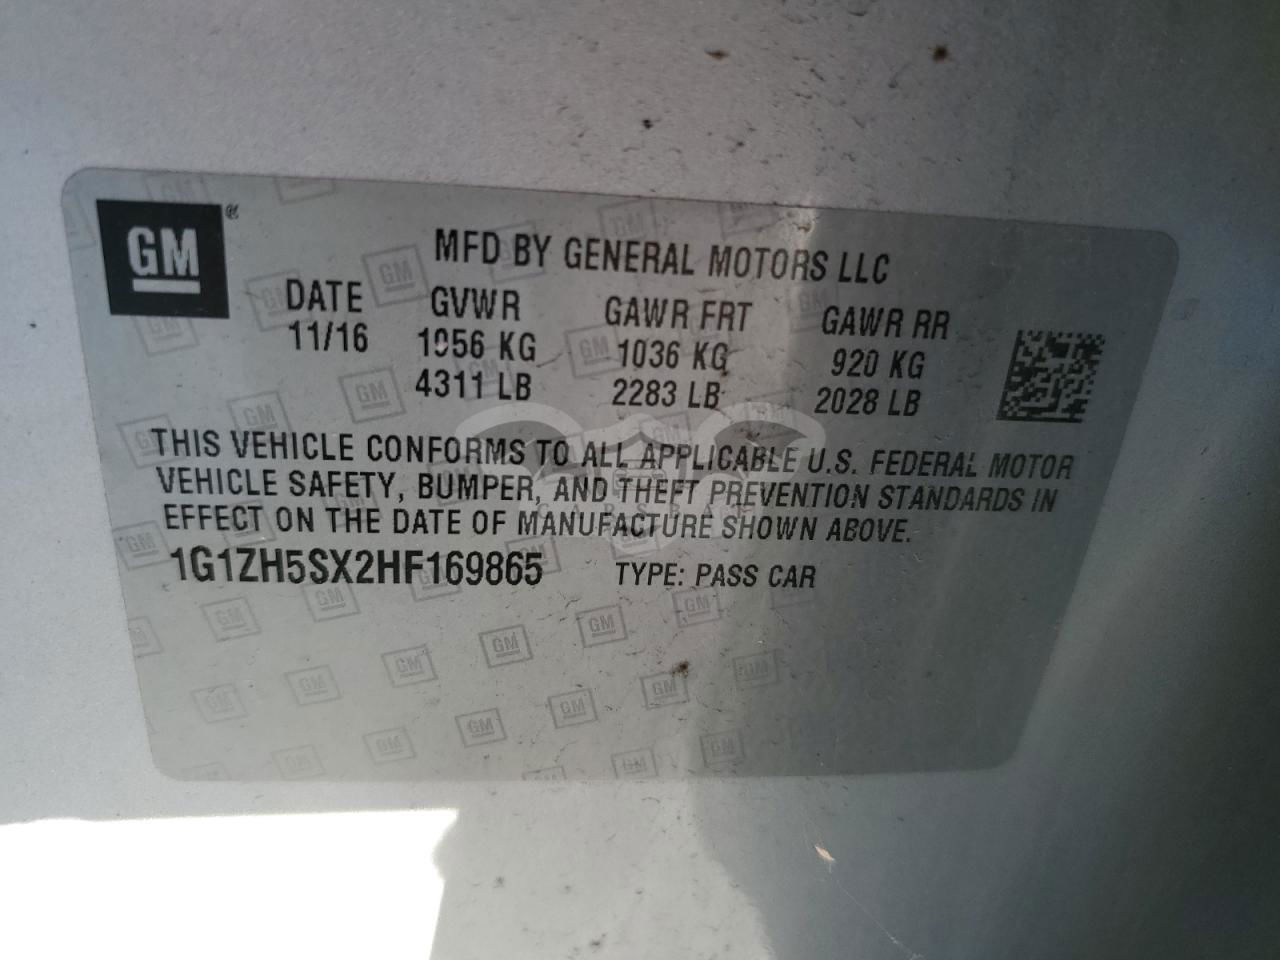 GM
MFD BY GENERAL MOTORS LLC
DATE GVWR GAWR FRT GAWR RR
11/16 1956 KG 1036 KG 920 KG
4311 LB 2283 LB 2028 LB
THIS VEHICLE CONFORMS TO ALL APPLICABLE U.S. FEDERAL MOTOR
VEHICLE SAFETY, BUMPER, AND THEFT PREVENTION STANDARDS IN
EFFECT ON THE DATE OF MANUFACTURE SHOWN ABOVE.
1G1ZH5SX2HF169865 TYPE: PASS CAR